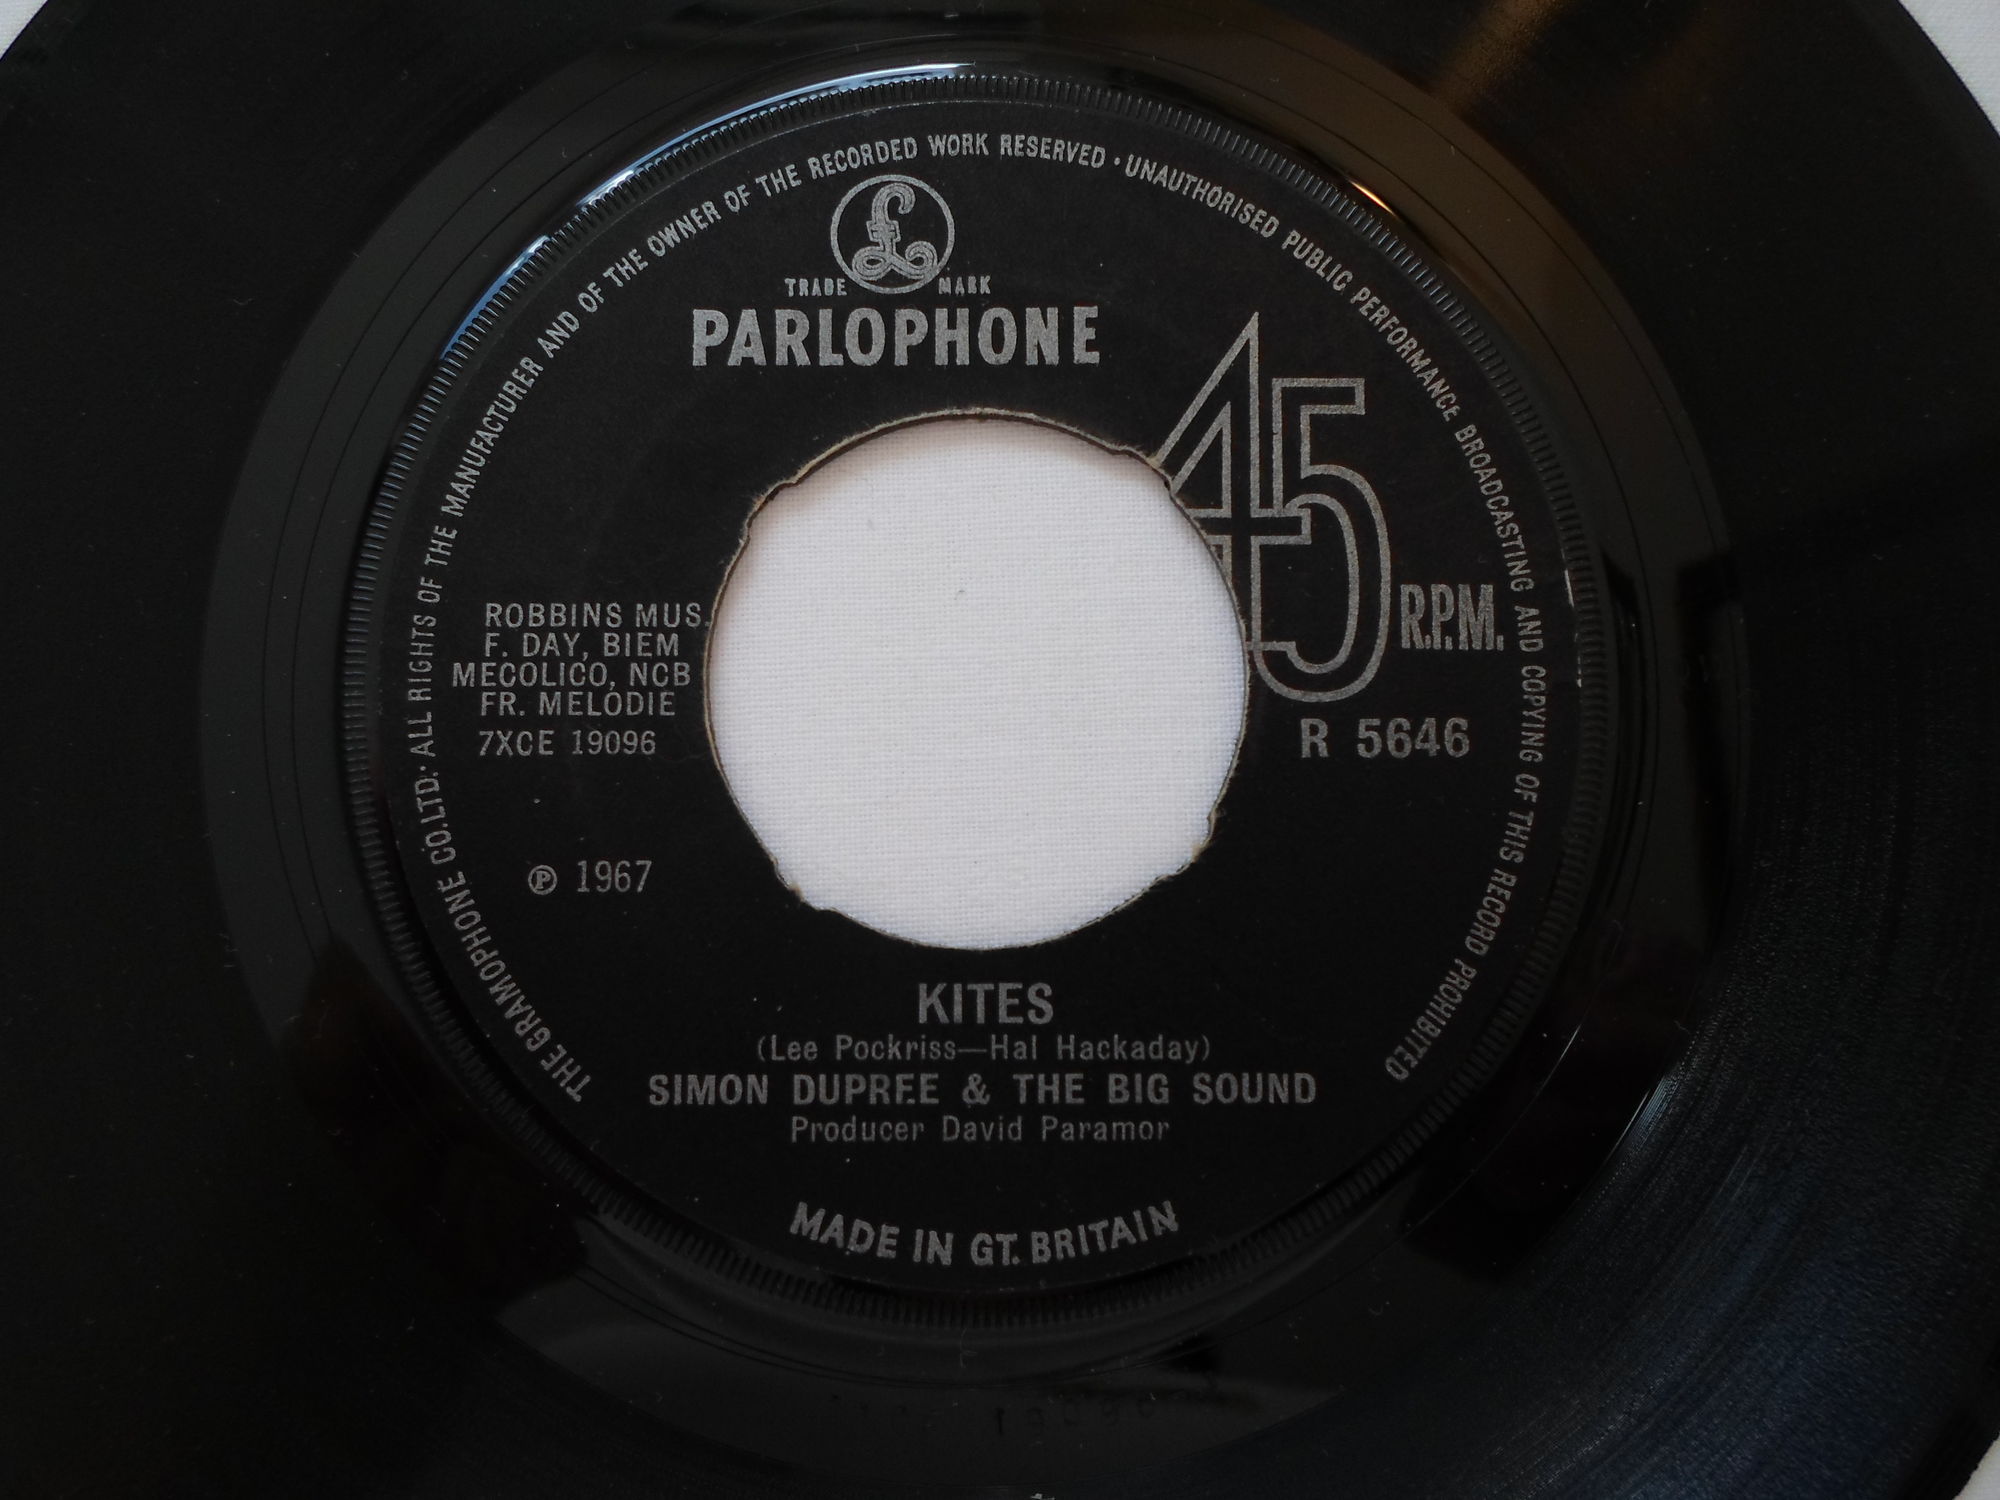 THE GRAMOPHONE CO. LTD. · ALL RIGHTS OF THE MANUFACTURER AND OF THE OWNER OF THE RECORDED WORK RESERVED · UNAUTHORISED PUBLIC PERFORMANCE BROADCASTING AND COPYING OF THIS RECORD PROHIBITED
£
TRADE MARK
PARLOPHONE
45 R.P.M.
ROBBINS MUS.
F. DAY, BIEM
MECOLICO, NCB
FR. MELODIE
7XCE 19096
R 5646
℗ 1967
KITES
(Lee Pockriss—Hal Hackaday)
SIMON DUPREE & THE BIG SOUND
Producer David Paramor
MADE IN GT. BRITAIN